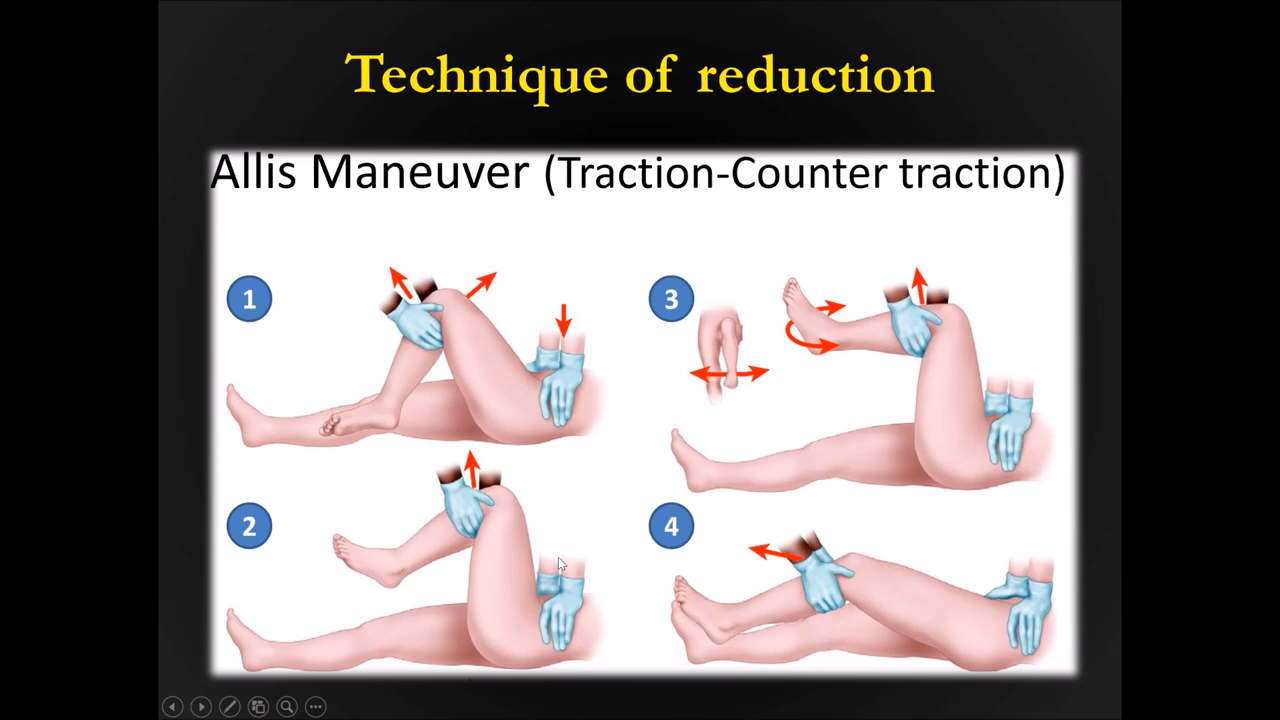 Technique of reduction
Allis Maneuver (Traction-Counter traction)
1
3
2
4